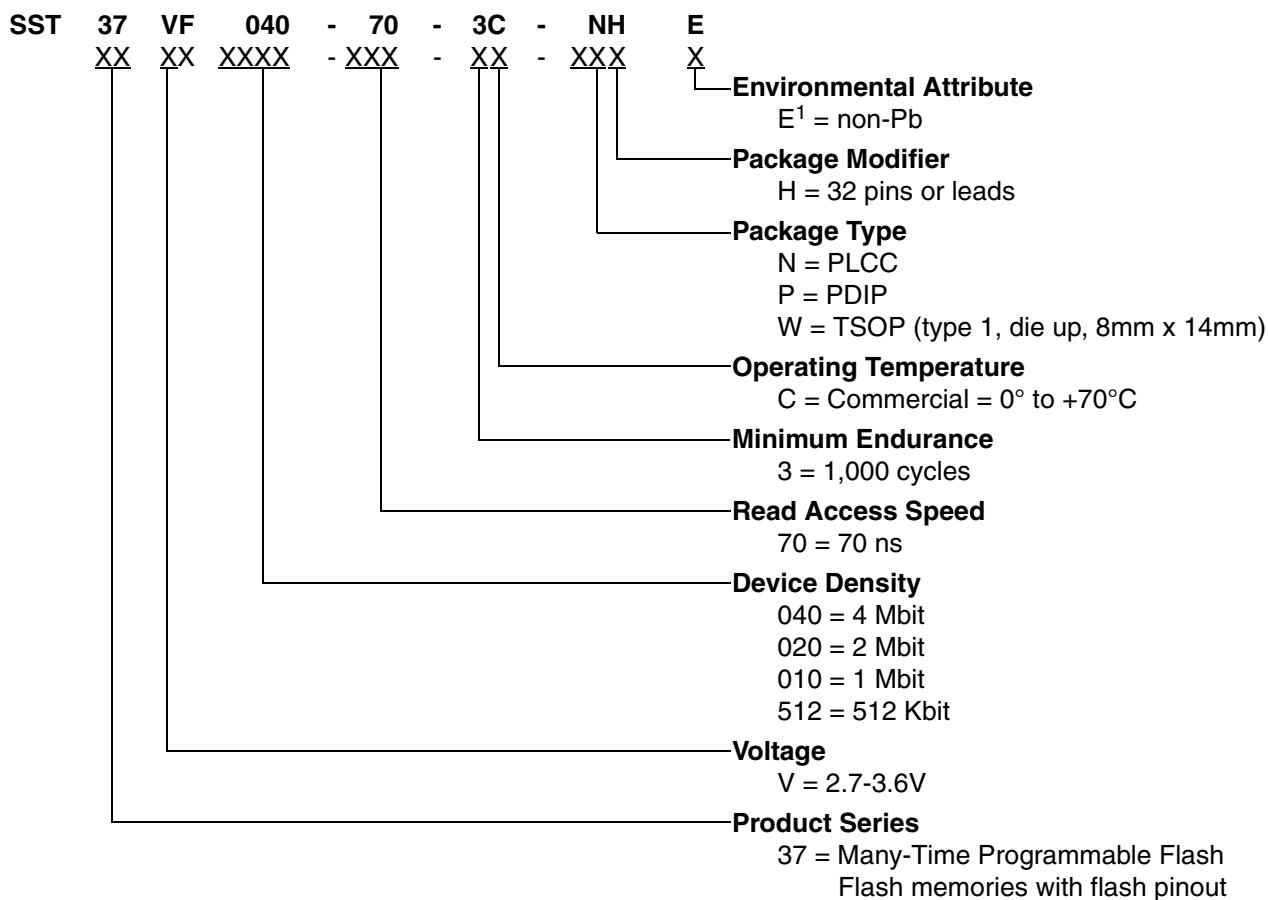 SST 37 VF 040 - 70 - 3C - NH E
XX XX XXXX - XXX - XX - XXX X
Environmental Attribute
E¹ = non-Pb
Package Modifier
H = 32 pins or leads
Package Type
N = PLCC
P = PDIP
W = TSOP (type 1, die up, 8mm x 14mm)
Operating Temperature
C = Commercial = 0° to +70°C
Minimum Endurance
3 = 1,000 cycles
Read Access Speed
70 = 70 ns
Device Density
040 = 4 Mbit
020 = 2 Mbit
010 = 1 Mbit
512 = 512 Kbit
Voltage
V = 2.7-3.6V
Product Series
37 = Many-Time Programmable Flash
Flash memories with flash pinout